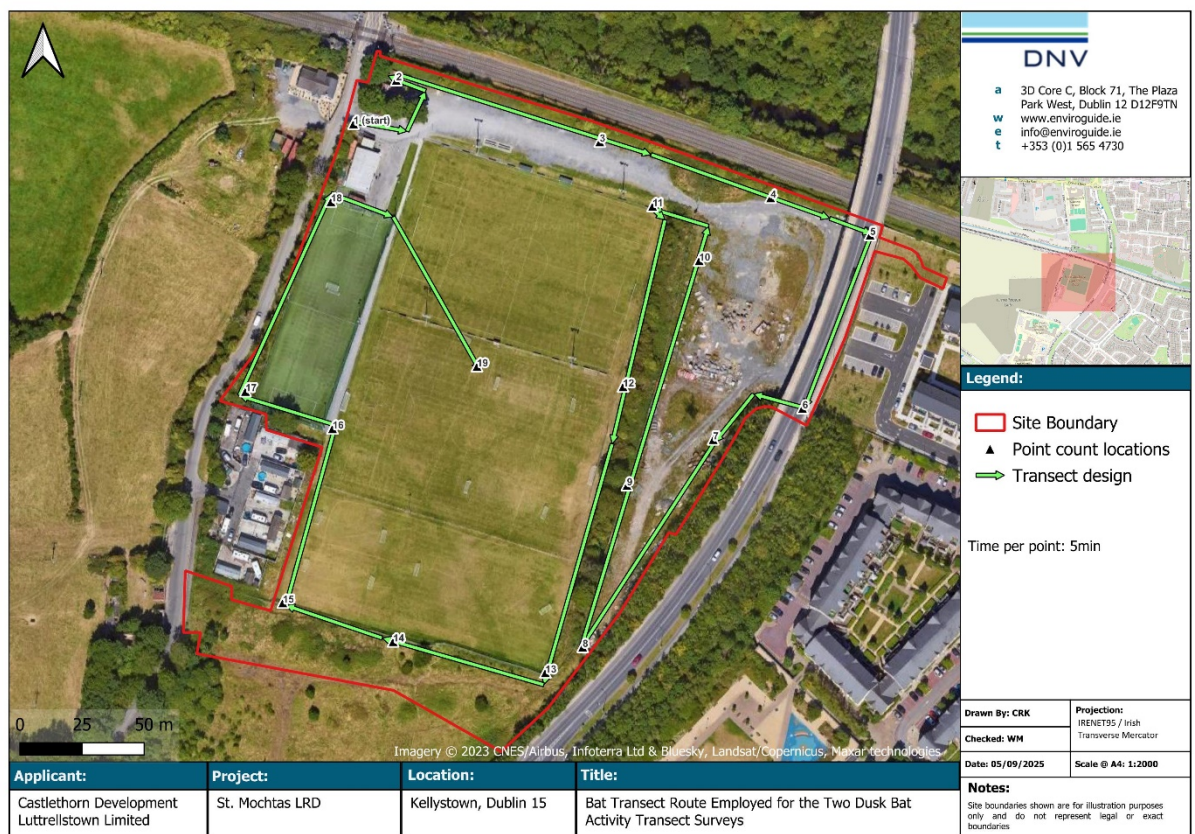 DNV
a 3D Core C, Block 71, The Plaza
Park West, Dublin 12 D12F9TN
w www.enviroguide.ie
e info@enviroguide.ie
t +353 (0)1 565 4730
2
1 (start)
3
4
5
18
11
10
19
12
17
16
6
7
9
15
14
13
8
0 25 50 m
Imagery © 2023 CNES/Airbus, Infoterra Ltd & Bluesky, Landsat/Copernicus, Maxar technologies
Legend:
Site Boundary
Point count locations
Transect design
Time per point: 5min
Drawn By: CRK
Projection:
IRENET95 / Irish
Transverse Mercator
Checked: WM
Date: 05/09/2025
Scale @ A4: 1:2000
Notes:
Site boundaries shown are for illustration purposes
only and do not represent legal or exact
boundaries
Applicant:
Castlethorn Development
Luttrellstown Limited
Project:
St. Mochtas LRD
Location:
Kellystown, Dublin 15
Title:
Bat Transect Route Employed for the Two Dusk Bat
Activity Transect Surveys